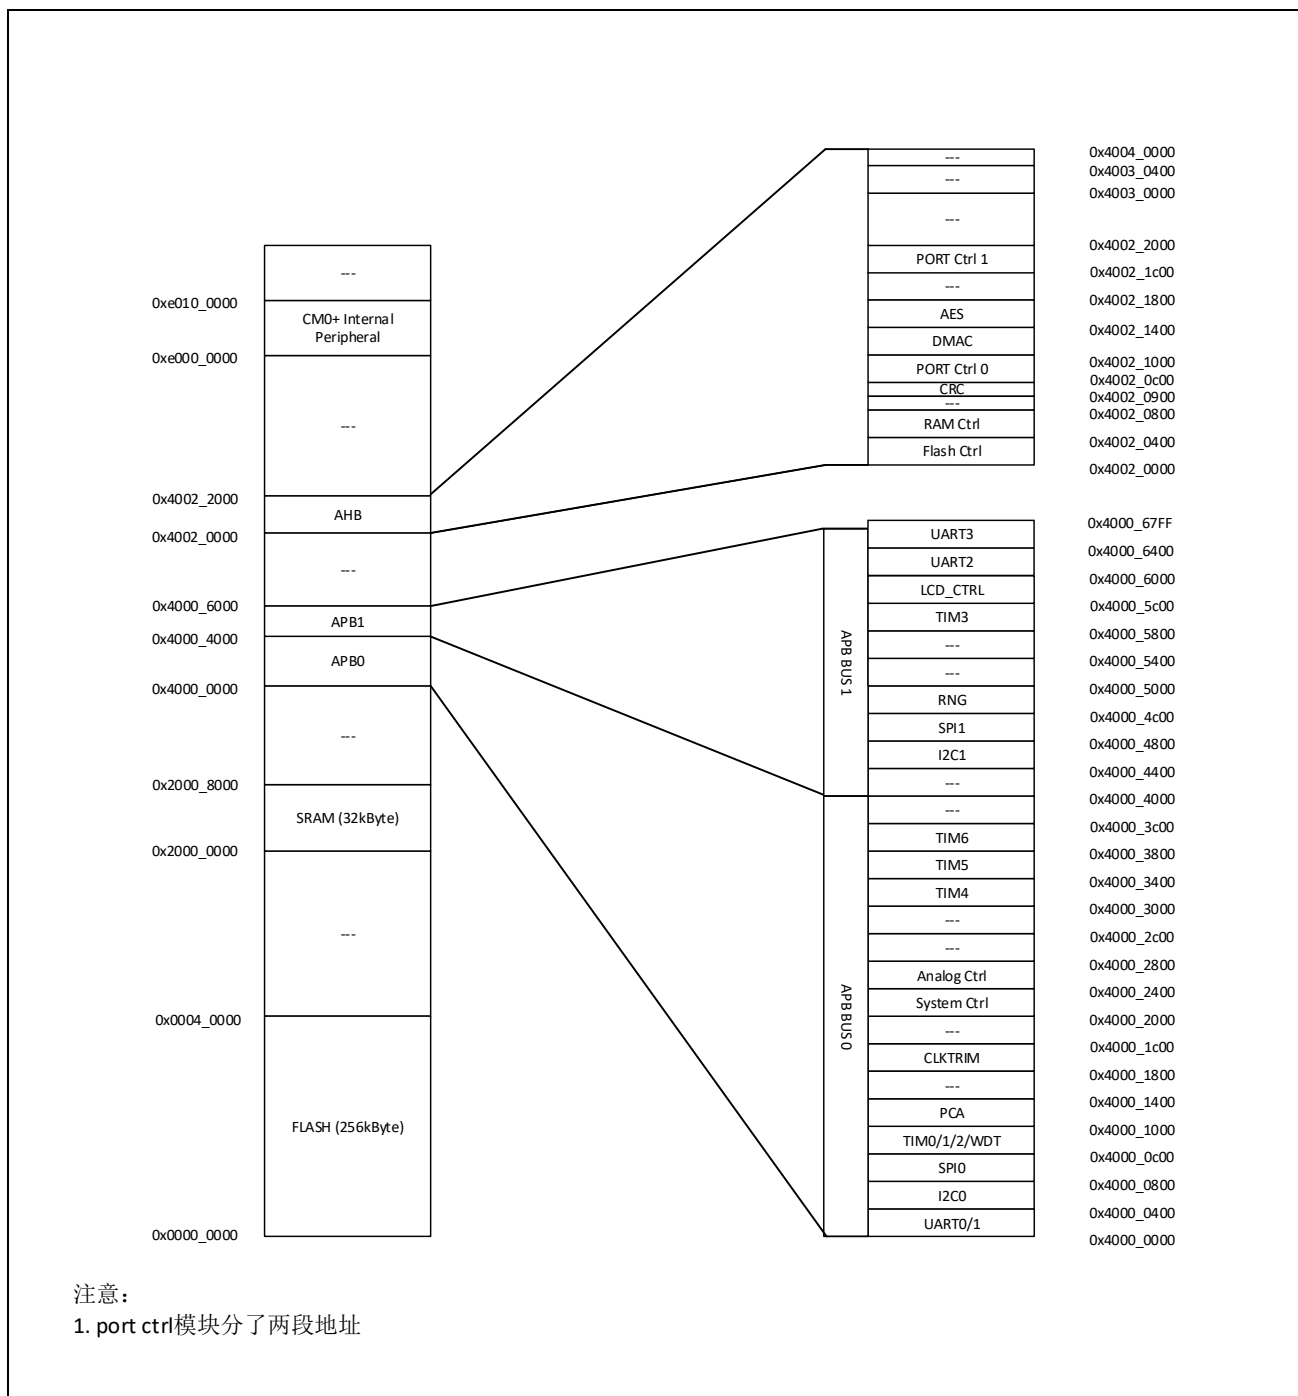 ---
0xe010_0000
CM0+ Internal
Peripheral
0xe000_0000
---
0x4002_2000
AHB
0x4002_0000
---
0x4000_6000
APB1
0x4000_4000
APB0
0x4000_0000
---
0x2000_8000
SRAM (32kByte)
0x2000_0000
---
0x0004_0000
FLASH (256kByte)
0x0000_0000
0x4004_0000
---
0x4003_0400
---
0x4003_0000
---
0x4002_2000
PORT Ctrl 1
0x4002_1c00
---
0x4002_1800
AES
0x4002_1400
DMAC
0x4002_1000
PORT Ctrl 0
0x4002_0c00
CRC
0x4002_0900
---
0x4002_0800
RAM Ctrl
0x4002_0400
Flash Ctrl
0x4002_0000
APB BUS 1
0x4000_67FF
UART3
0x4000_6400
UART2
0x4000_6000
LCD_CTRL
0x4000_5c00
TIM3
0x4000_5800
---
0x4000_5400
---
0x4000_5000
RNG
0x4000_4c00
SPI1
0x4000_4800
I2C1
0x4000_4400
---
0x4000_4000
APB BUS 0
---
0x4000_3c00
TIM6
0x4000_3800
TIM5
0x4000_3400
TIM4
0x4000_3000
---
0x4000_2c00
---
0x4000_2800
Analog Ctrl
0x4000_2400
System Ctrl
0x4000_2000
---
0x4000_1c00
CLKTRIM
0x4000_1800
---
0x4000_1400
PCA
0x4000_1000
TIM0/1/2/WDT
0x4000_0c00
SPI0
0x4000_0800
I2C0
0x4000_0400
UART0/1
0x4000_0000
注意：
1. port ctrl模块分了两段地址